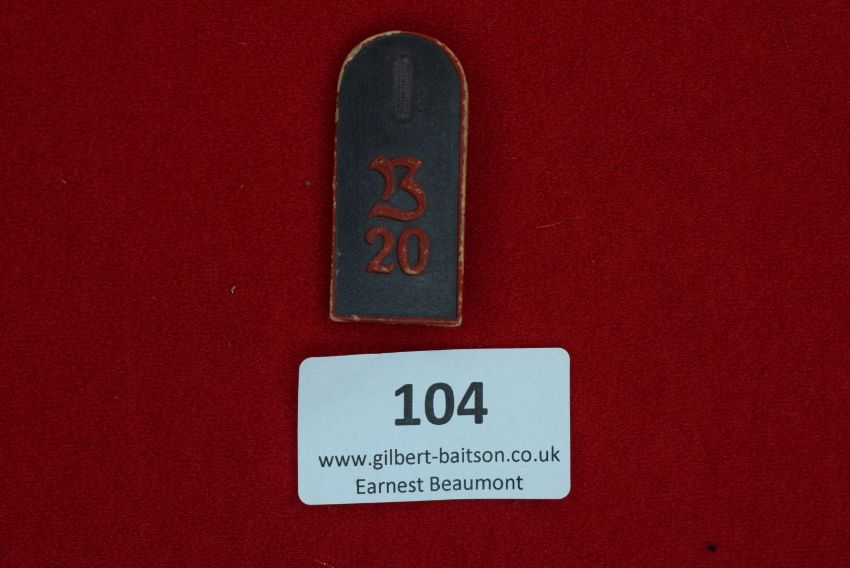 B
20
104
www.gilbert-baitson.co.uk
Earnest Beaumont